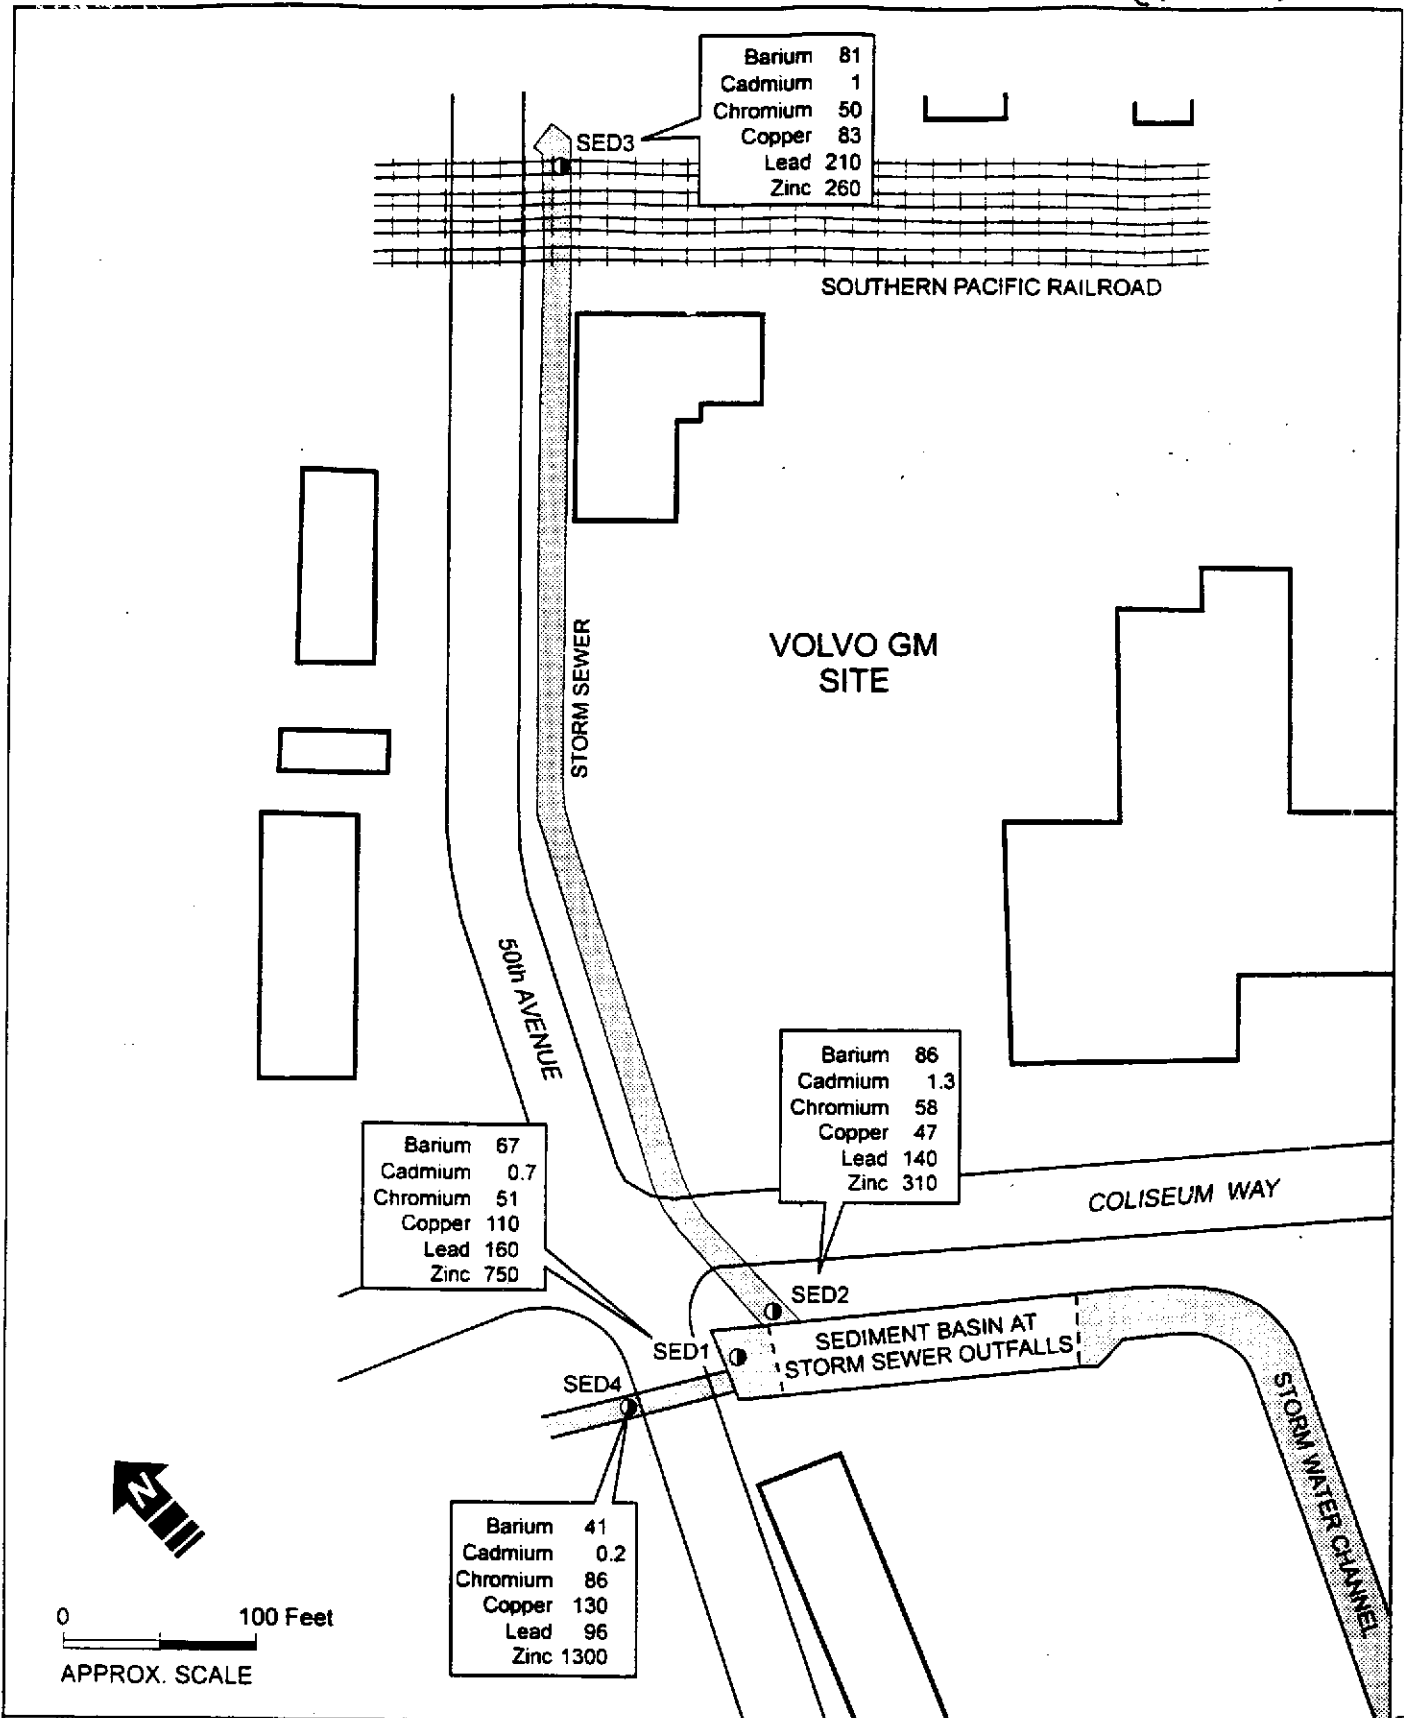 Barium 81
Cadmium 1
Chromium 50
Copper 83
Lead 210
Zinc 260
SED3
SOUTHERN PACIFIC RAILROAD
STORM SEWER
VOLVO GM
SITE
50th AVENUE
Barium 86
Cadmium 1.3
Chromium 58
Copper 47
Lead 140
Zinc 310
Barium 67
Cadmium 0.7
Chromium 51
Copper 110
Lead 160
Zinc 750
COLISEUM WAY
SED2
SED1
SEDIMENT BASIN AT
STORM SEWER OUTFALLS
SED4
STORM WATER CHANNEL
N
Barium 41
Cadmium 0.2
Chromium 86
Copper 130
Lead 96
Zinc 1300
0 100 Feet
APPROX. SCALE